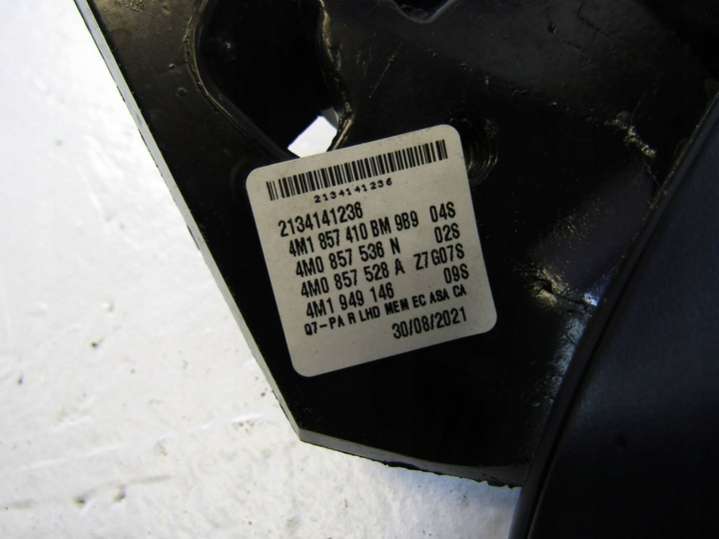 2134141236
2134141236
4M1 857 410 BM 9B9 04S
4M0 857 536 N 02S
4M0 857 528 A Z7G07S
4M1 949 146 09S
Q7-PA R LHD MEM EC ASA CA
30/08/2021